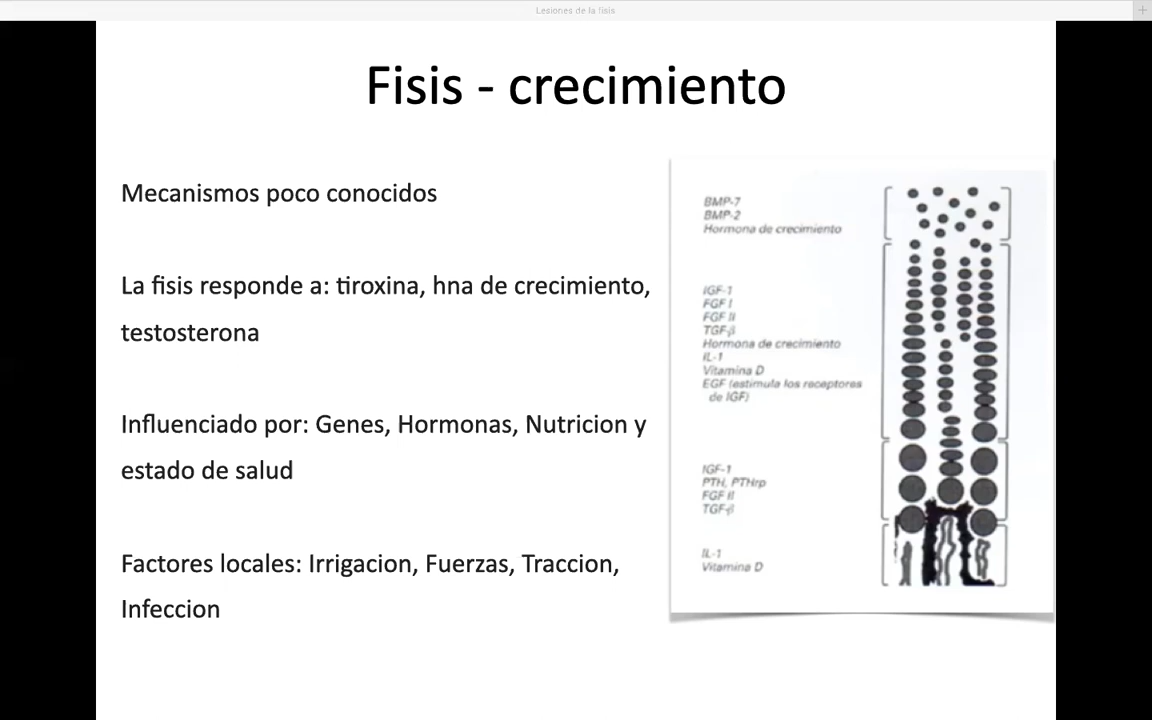 Lesiones de la fisis
Fisis - crecimiento
Mecanismos poco conocidos
La fisis responde a: tiroxina, hna de crecimiento,
testosterona
Influenciado por: Genes, Hormonas, Nutricion y
estado de salud
Factores locales: Irrigacion, Fuerzas, Traccion,
Infeccion
BMP-7
BMP-2
Hormona de crecimiento
IGF-1
FGF I
FGF II
TGF-β
Hormona de crecimiento
IL-1
Vitamina D
EGF (estimula los receptores
de IGF)
IGF-1
PTH, PTHrp
FGF II
TGF-β
IL-1
Vitamina D